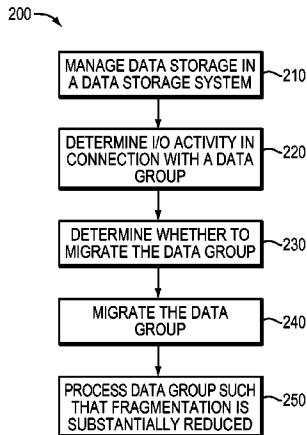 200
MANAGE DATA STORAGE IN
A DATA STORAGE SYSTEM
210
DETERMINE I/O ACTIVITY IN
CONNECTION WITH A DATA
GROUP
220
DETERMINE WHETHER TO
MIGRATE THE DATA GROUP
230
MIGRATE THE DATA
GROUP
240
PROCESS DATA GROUP SUCH
THAT FRAGMENTATION IS
SUBSTANTIALLY REDUCED
250